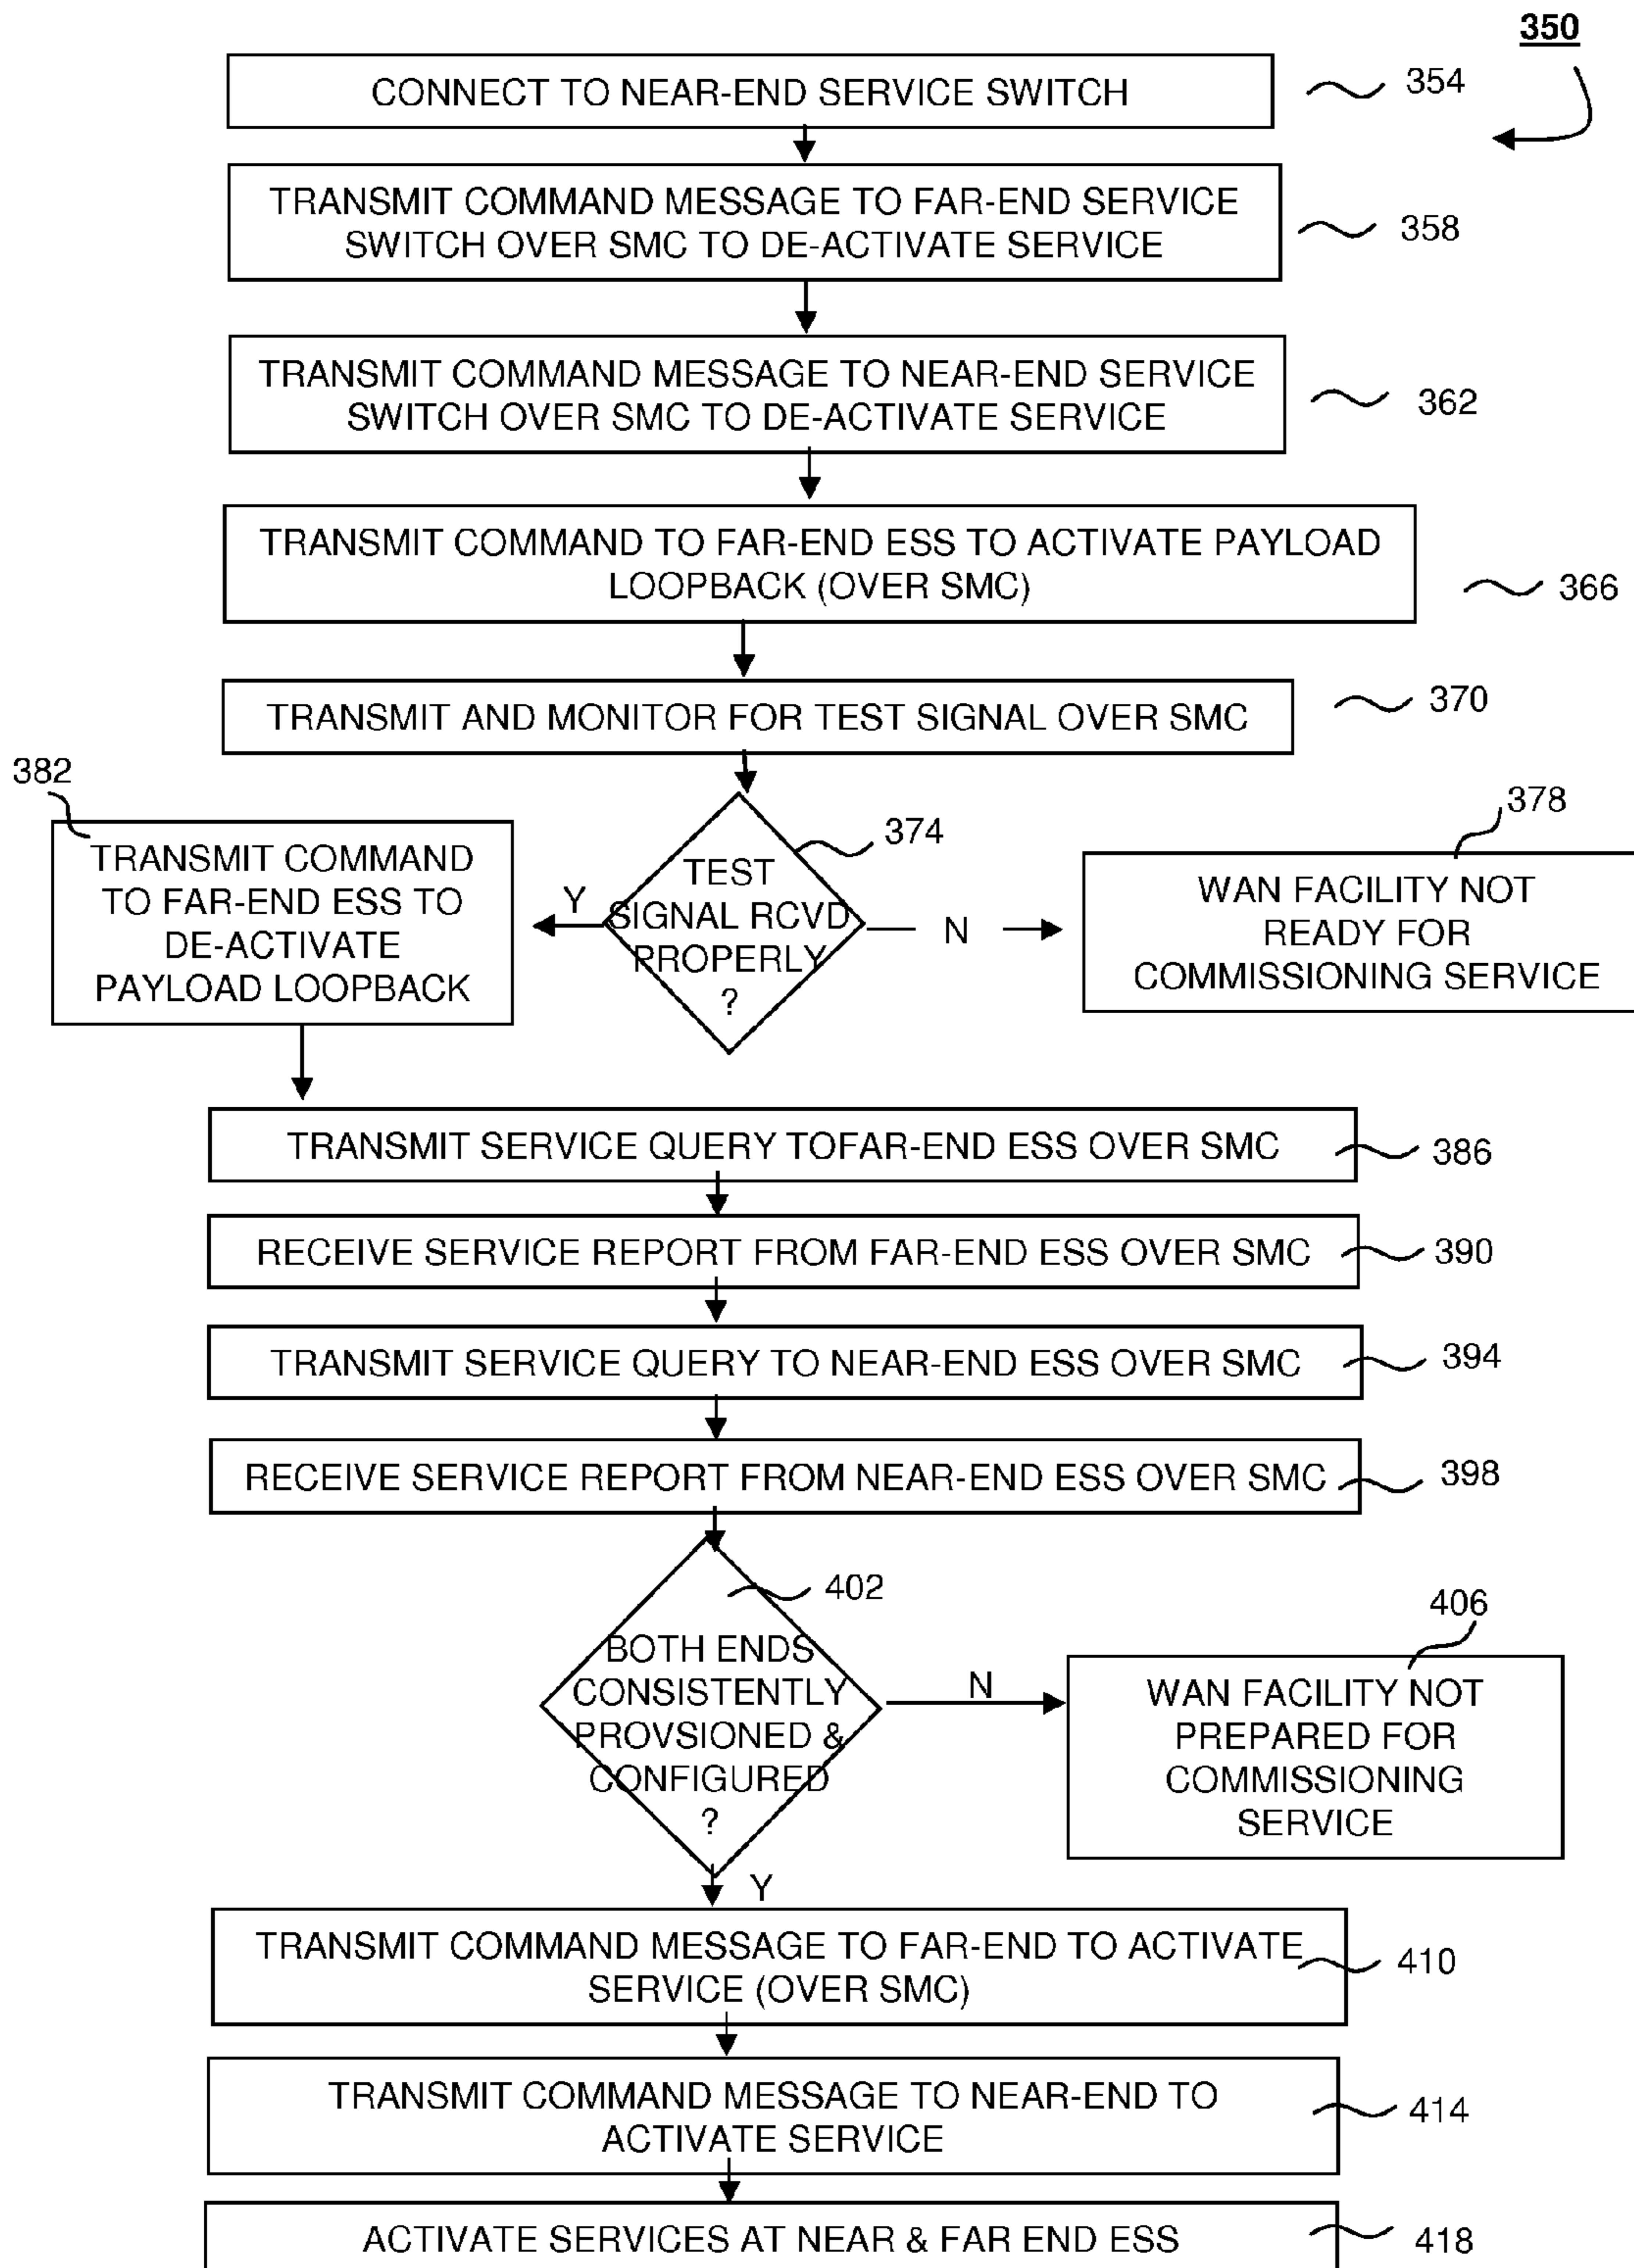 350
CONNECT TO NEAR-END SERVICE SWITCH
354
TRANSMIT COMMAND MESSAGE TO FAR-END SERVICE
SWITCH OVER SMC TO DE-ACTIVATE SERVICE
358
TRANSMIT COMMAND MESSAGE TO NEAR-END SERVICE
SWITCH OVER SMC TO DE-ACTIVATE SERVICE
362
TRANSMIT COMMAND TO FAR-END ESS TO ACTIVATE PAYLOAD
LOOPBACK (OVER SMC)
366
TRANSMIT AND MONITOR FOR TEST SIGNAL OVER SMC
370
382
TRANSMIT COMMAND
TO FAR-END ESS TO
DE-ACTIVATE
PAYLOAD LOOPBACK
Y
374
TEST
SIGNAL RCVD
PROPERLY
?
N
378
WAN FACILITY NOT
READY FOR
COMMISSIONING SERVICE
TRANSMIT SERVICE QUERY TOFAR-END ESS OVER SMC
386
RECEIVE SERVICE REPORT FROM FAR-END ESS OVER SMC
390
TRANSMIT SERVICE QUERY TO NEAR-END ESS OVER SMC
394
RECEIVE SERVICE REPORT FROM NEAR-END ESS OVER SMC
398
402
BOTH ENDS
CONSISTENTLY
PROVSIONED &
CONFIGURED
?
N
406
WAN FACILITY NOT
PREPARED FOR
COMMISSIONING
SERVICE
Y
TRANSMIT COMMAND MESSAGE TO FAR-END TO ACTIVATE
SERVICE (OVER SMC)
410
TRANSMIT COMMAND MESSAGE TO NEAR-END TO
ACTIVATE SERVICE
414
ACTIVATE SERVICES AT NEAR & FAR END ESS
418